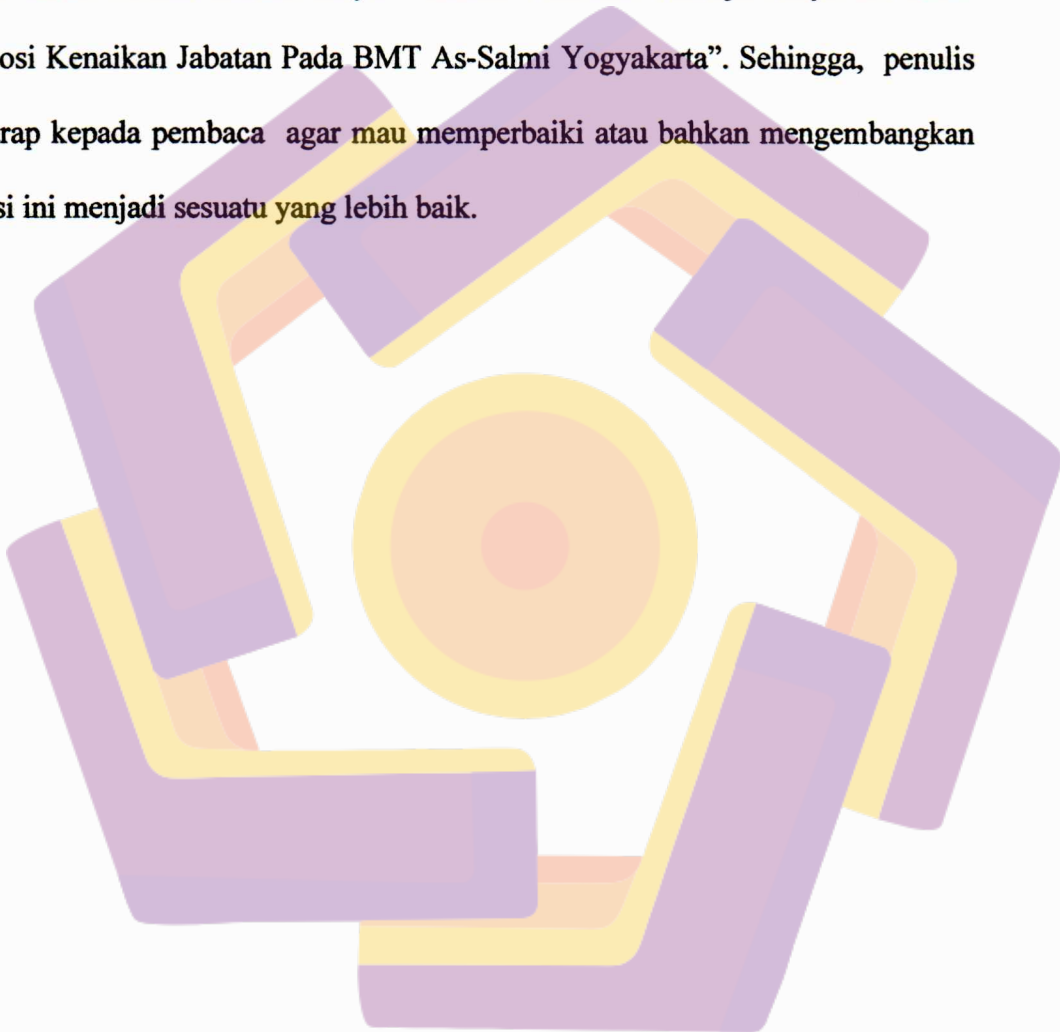 osi Kenaikan Jabatan Pada BMT As-Salmi Yogyakarta”. Sehingga, penulis
rap kepada pembaca agar mau memperbaiki atau bahkan mengembangkan
si ini menjadi sesuatu yang lebih baik.